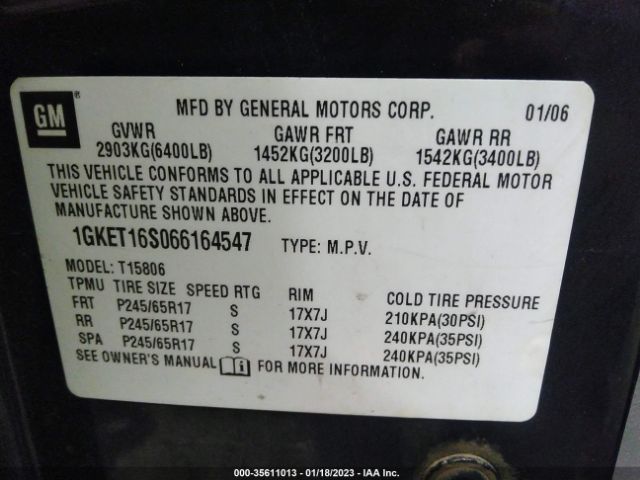 GM ®
MFD BY GENERAL MOTORS CORP. 01/06
GVWR GAWR FRT GAWR RR
2903KG(6400LB) 1452KG(3200LB) 1542KG(3400LB)
THIS VEHICLE CONFORMS TO ALL APPLICABLE U.S. FEDERAL MOTOR
VEHICLE SAFETY STANDARDS IN EFFECT ON THE DATE OF
MANUFACTURE SHOWN ABOVE.
1GKET16S066164547 TYPE: M.P.V.
MODEL: T15806
TPMU TIRE SIZE SPEED RTG RIM COLD TIRE PRESSURE
FRT P245/65R17 S 17X7J 210KPA(30PSI)
RR P245/65R17 S 17X7J 240KPA(35PSI)
SPA P245/65R17 S 17X7J 240KPA(35PSI)
SEE OWNER'S MANUAL i FOR MORE INFORMATION.
000-35611013 - 01/18/2023 - IAA Inc.